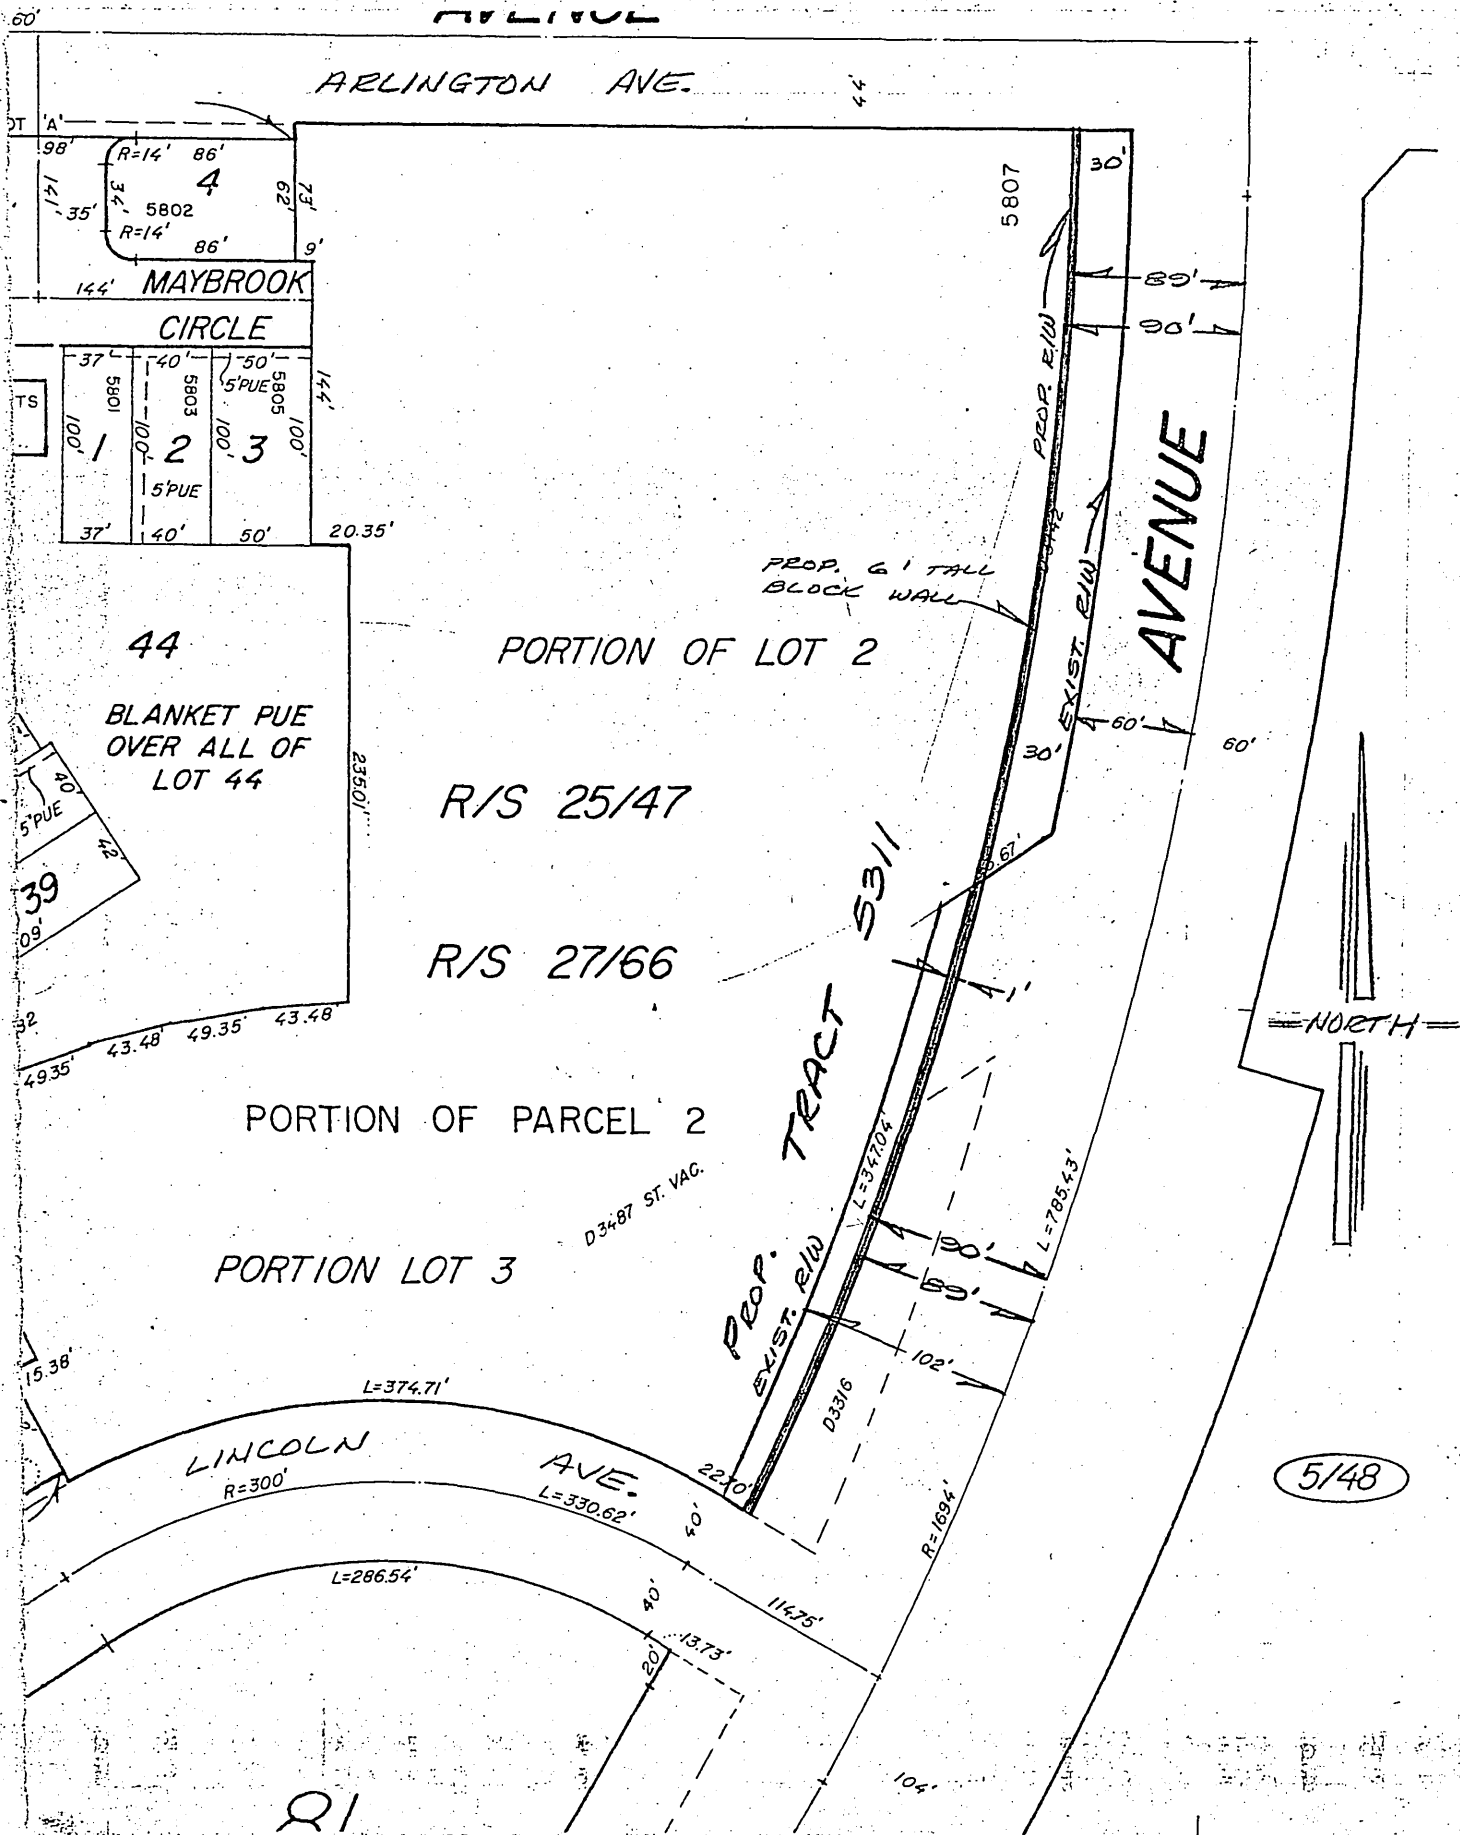 60'
AVENUE
ARLINGTON AVE.
44'
'A'
98'
R=14' 86'
4
34'
5802
R=14'
86'
141'
35'
62'
73'
9'
5807
30'
144'
MAYBROOK
CIRCLE
PROP. R/W
89'
90'
37' 40' 50'
5'PUE
5801
5803
5805
144'
TS
100'
1
100'
2
100'
3
100'
5'PUE
37' 40' 50'
20.35'
AVENUE
PROP. 6' TALL
BLOCK WALL
EXIST. R/W
44
PORTION OF LOT 2
BLANKET PUE
OVER ALL OF
LOT 44
60'
60'
30'
40'
5'PUE
42'
235.01'
R/S 25/47
39
09'
R/S 27/66
PROP. TRACT 5311
1'
32
49.35'
43.48'
49.35'
43.48'
NORTH
PORTION OF PARCEL 2
D3487 ST. VAC.
L=347.04'
L=785.43'
PORTION LOT 3
EXIST. R/W
90'
89'
102'
D3316
15.38'
L=374.71'
LINCOLN AVE.
R=300'
L=330.62'
22.70'
40'
R=1694'
5/48
L=286.54'
40'
114.75'
13.73'
20'
104'